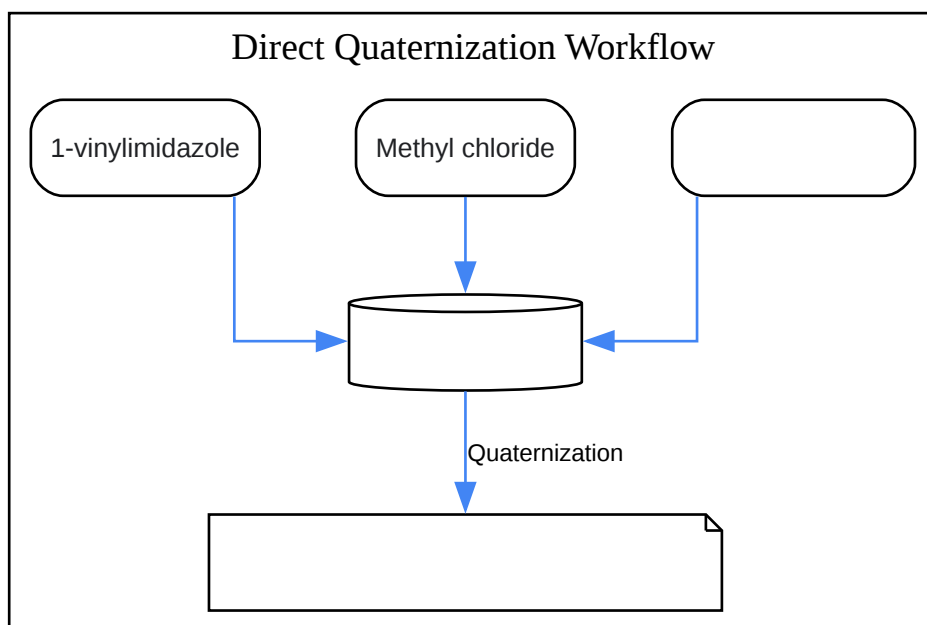 Direct Quaternization Workflow
1-vinylimidazole
Methyl chloride
Quaternization